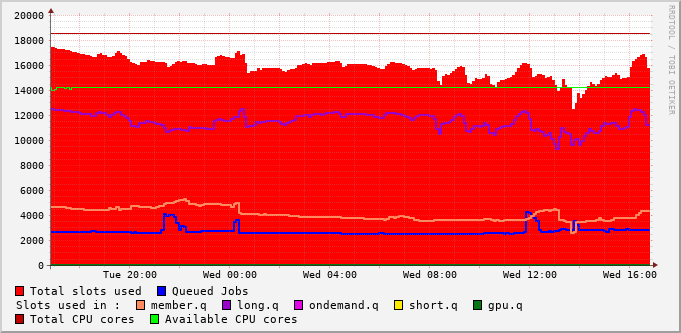 20000
18000
16000
14000
12000
10000
8000
6000
4000
2000
0
Tue 20:00 Wed 00:00 Wed 04:00 Wed 08:00 Wed 12:00 Wed 16:00
Total slots used Queued Jobs
Slots used in : member.q long.q ondemand.q short.q gpu.q
Total CPU cores Available CPU cores
RRDTOOL / TOBI OETIKER